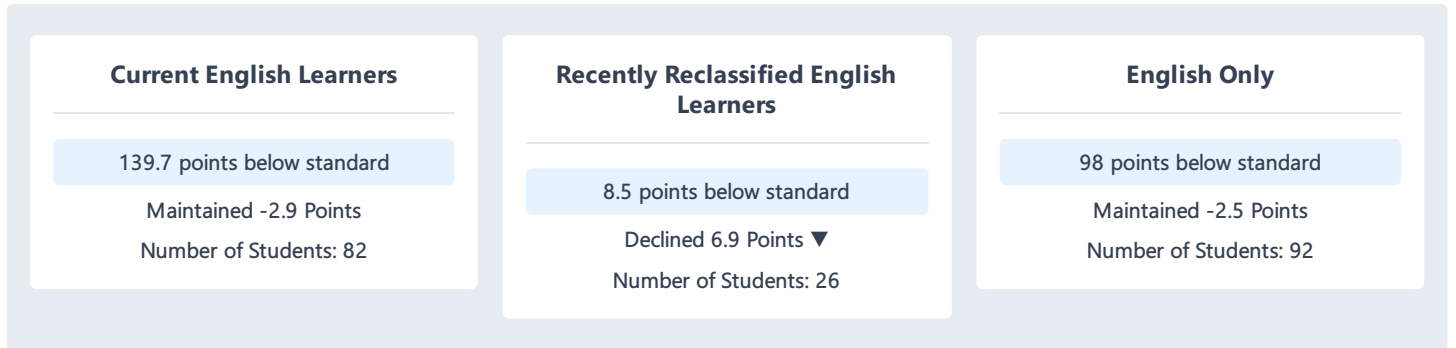 Current English Learners
139.7 points below standard
Maintained -2.9 Points
Number of Students: 82
Recently Reclassified English
Learners
8.5 points below standard
Declined 6.9 Points ▼
Number of Students: 26
English Only
98 points below standard
Maintained -2.5 Points
Number of Students: 92